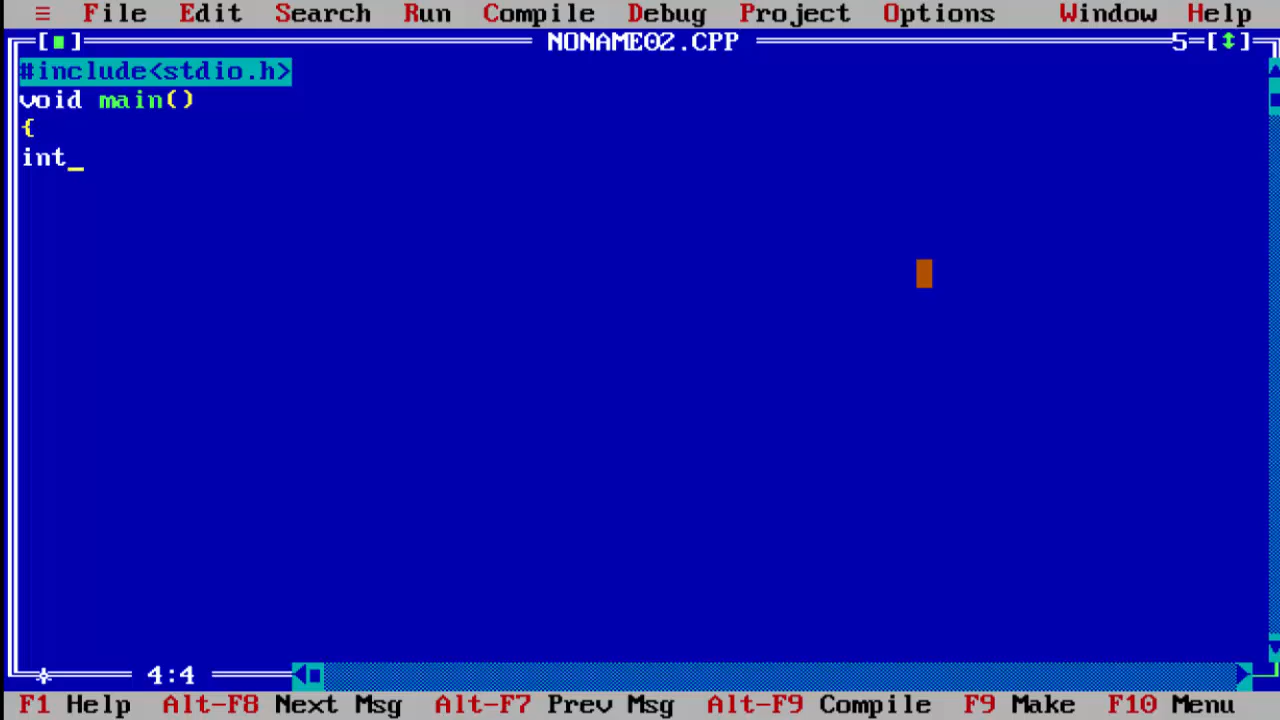 ≡ File Edit Search Run Compile Debug Project Options Window Help
[■] NONAME02.CPP 5=[↕]
#include<stdio.h>
void main()
{
int_
4:4
F1 Help Alt-F8 Next Msg Alt-F7 Prev Msg Alt-F9 Compile F9 Make F10 Menu